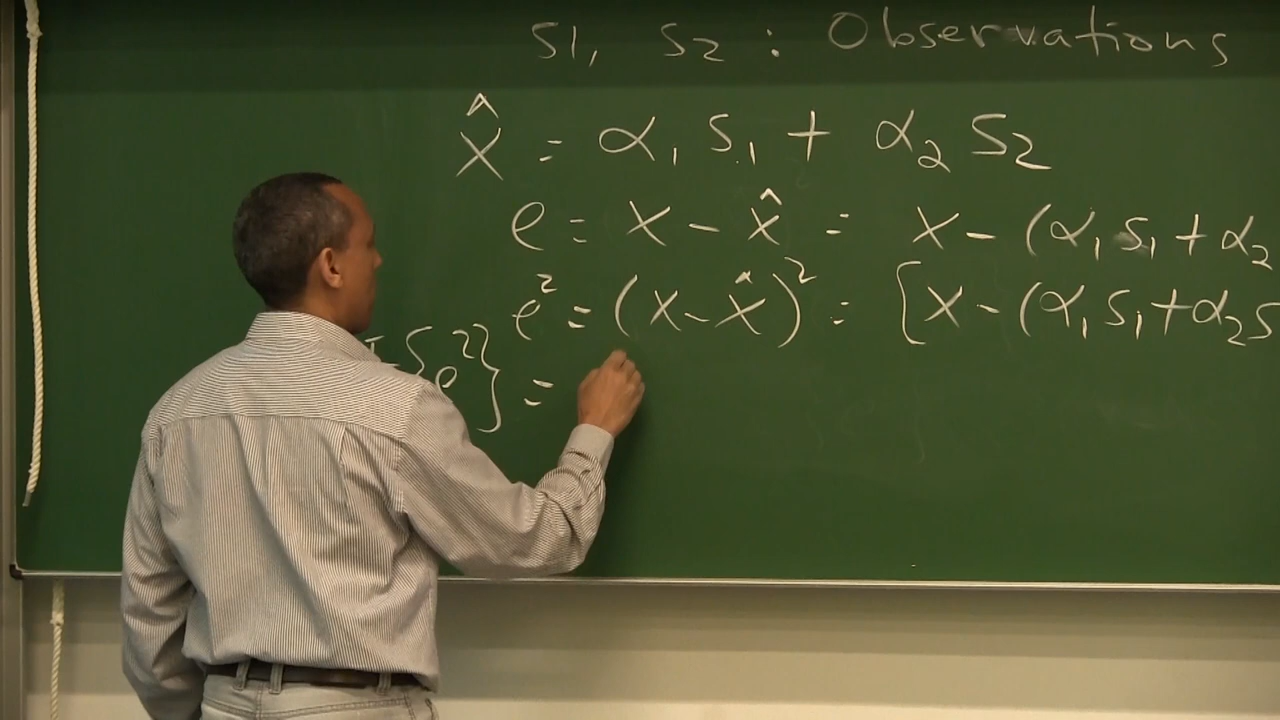 S1, S2 : Observations
x̂ = α₁ S₁ + α₂ S₂
e = x - x̂ = x - (α₁ S₁ + α₂
e² = (x - x̂)² = [x - (α₁ S₁ + α₂ S
{e²} =